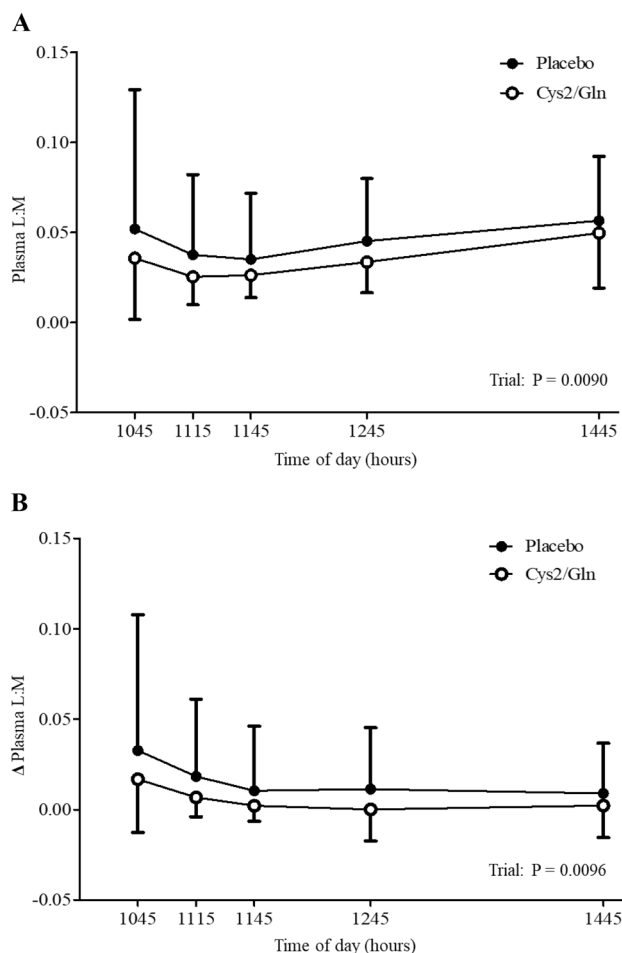 A
0.15
Placebo
Cys2/Gln
0.10
Plasma L:M
0.05
0.00
Trial: P = 0.0090
-0.05
1045 1115 1145 1245 1445
Time of day (hours)
B
0.15
Placebo
Cys2/Gln
0.10
Δ Plasma L:M
0.05
0.00
Trial: P = 0.0096
-0.05
1045 1115 1145 1245 1445
Time of day (hours)